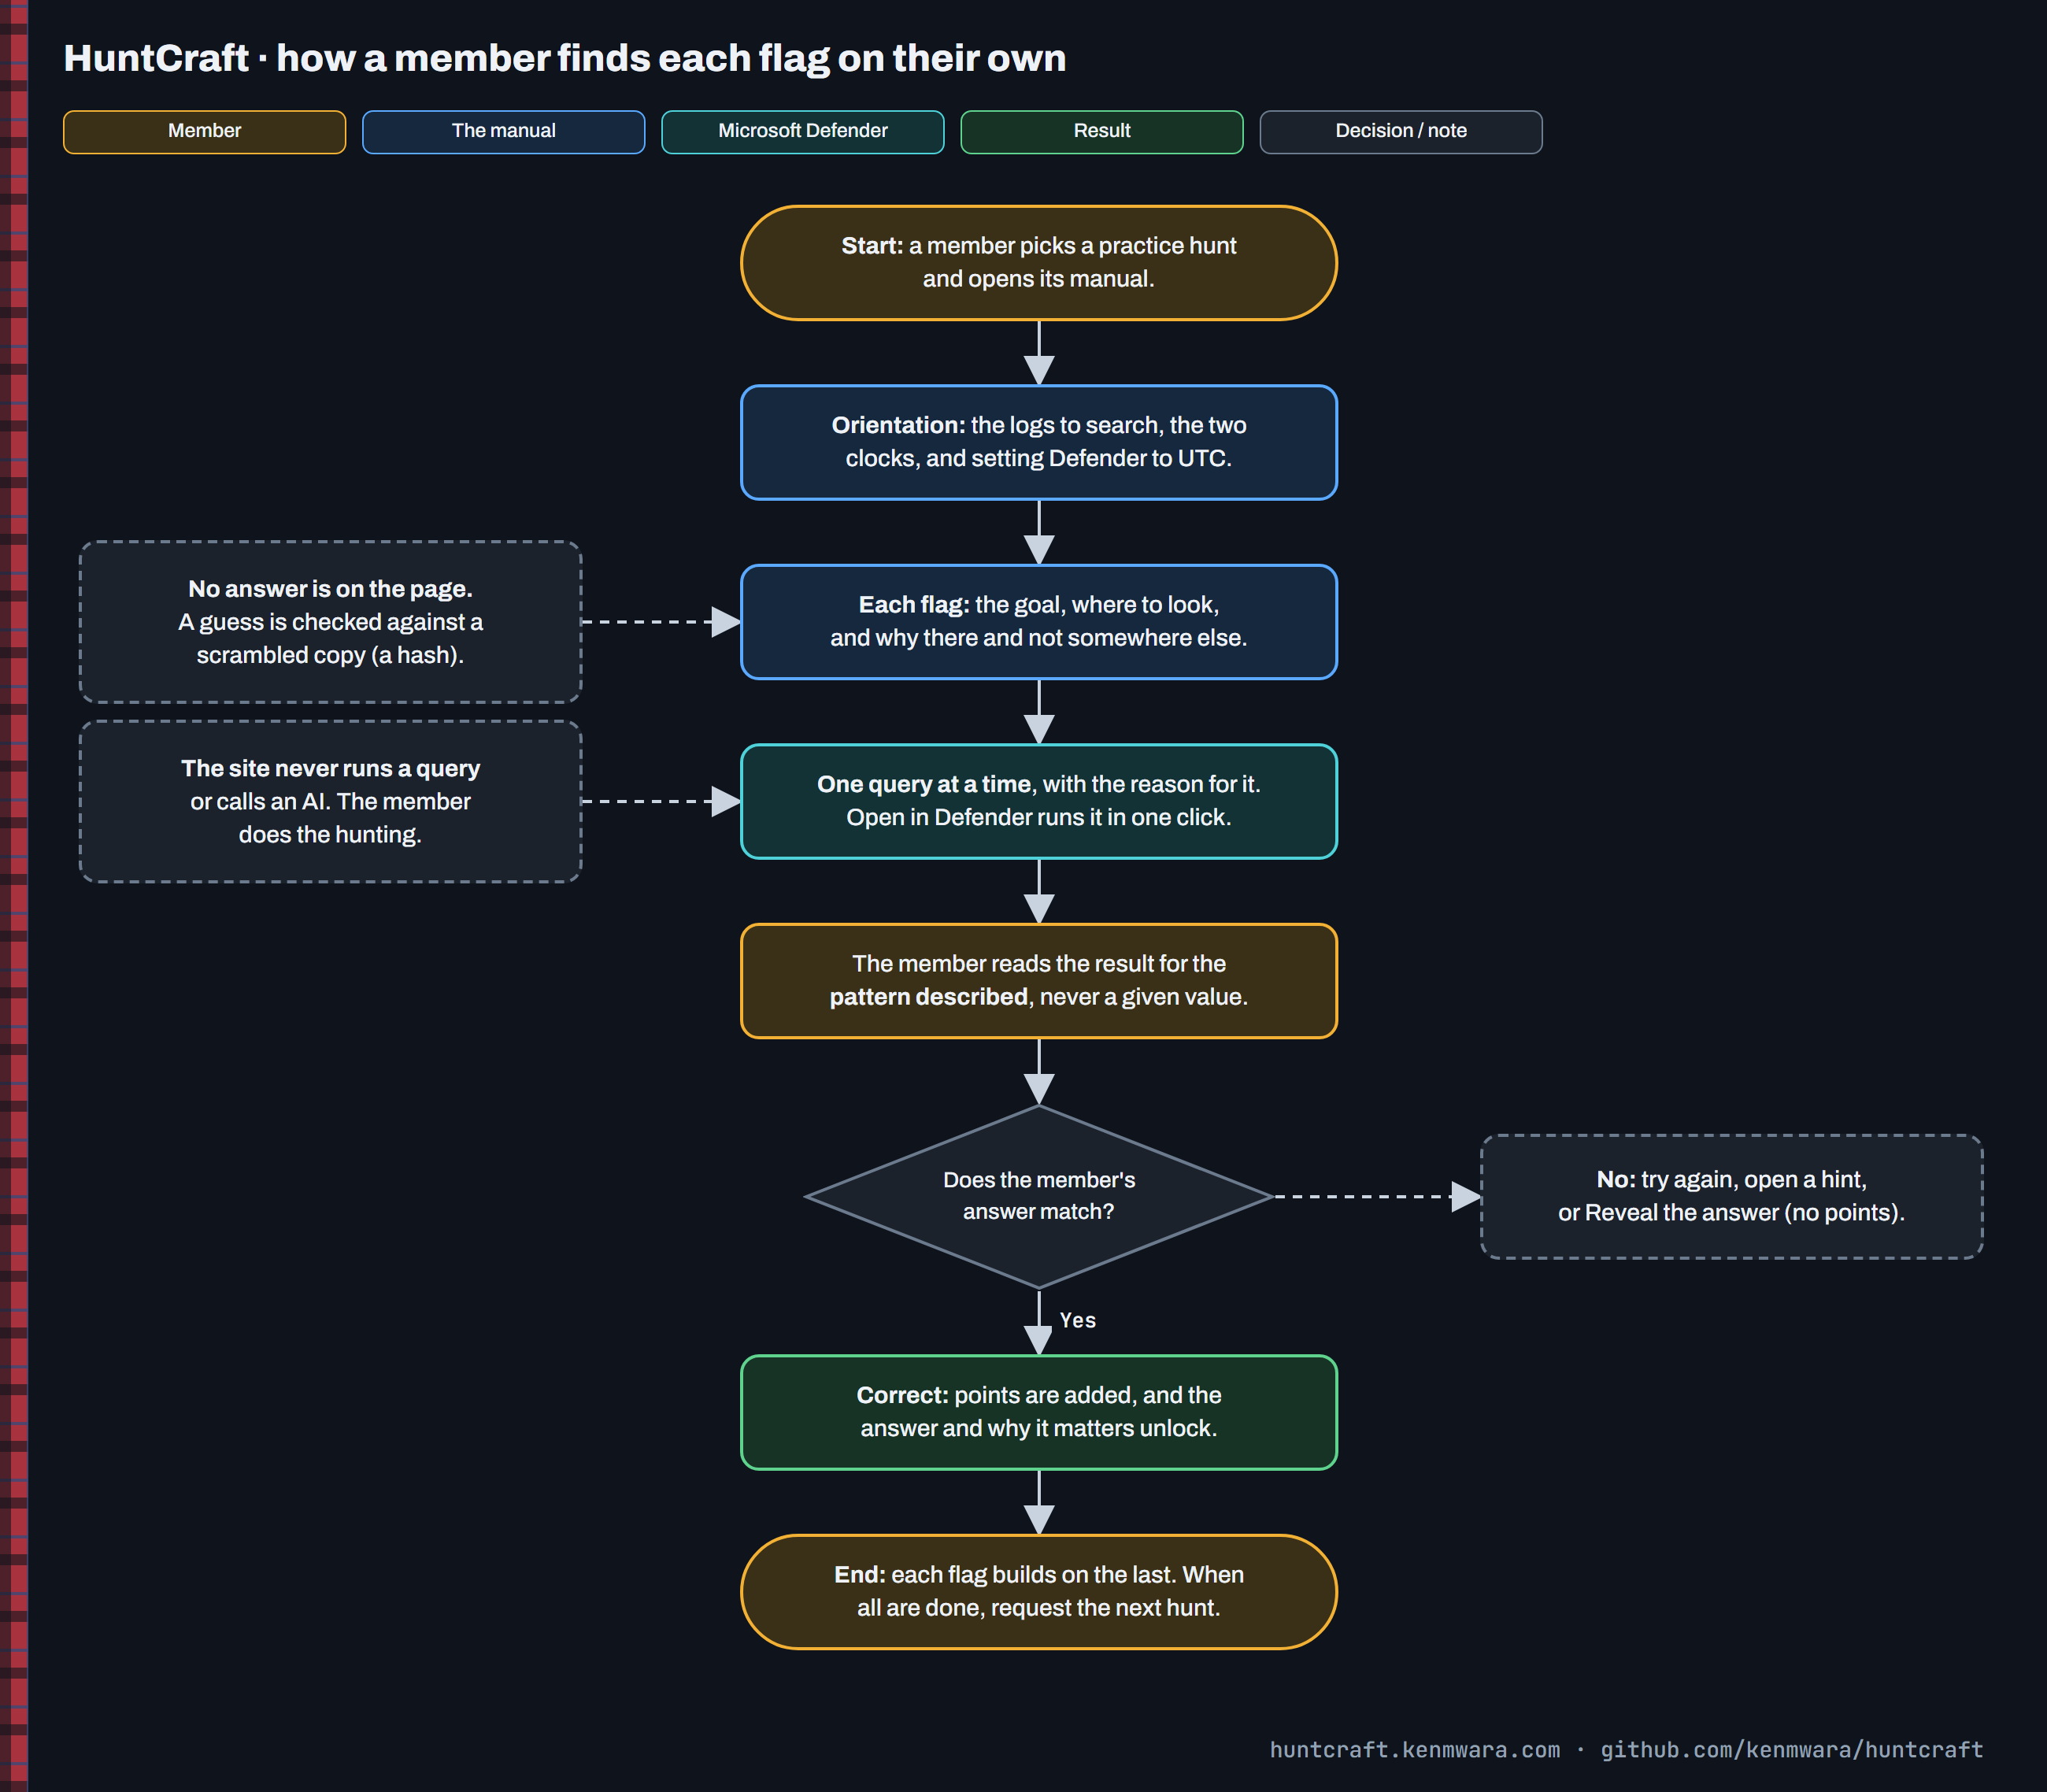 HuntCraft · how a member finds each flag on their own
Member
The manual
Microsoft Defender
Result
Decision / note
Start: a member picks a practice hunt
and opens its manual.
Orientation: the logs to search, the two
clocks, and setting Defender to UTC.
No answer is on the page.
A guess is checked against a
scrambled copy (a hash).
Each flag: the goal, where to look,
and why there and not somewhere else.
The site never runs a query
or calls an AI. The member
does the hunting.
One query at a time, with the reason for it.
Open in Defender runs it in one click.
The member reads the result for the
pattern described, never a given value.
Does the member's
answer match?
No: try again, open a hint,
or Reveal the answer (no points).
Yes
Correct: points are added, and the
answer and why it matters unlock.
End: each flag builds on the last. When
all are done, request the next hunt.
huntcraft.kenmwara.com · github.com/kenmwara/huntcraft